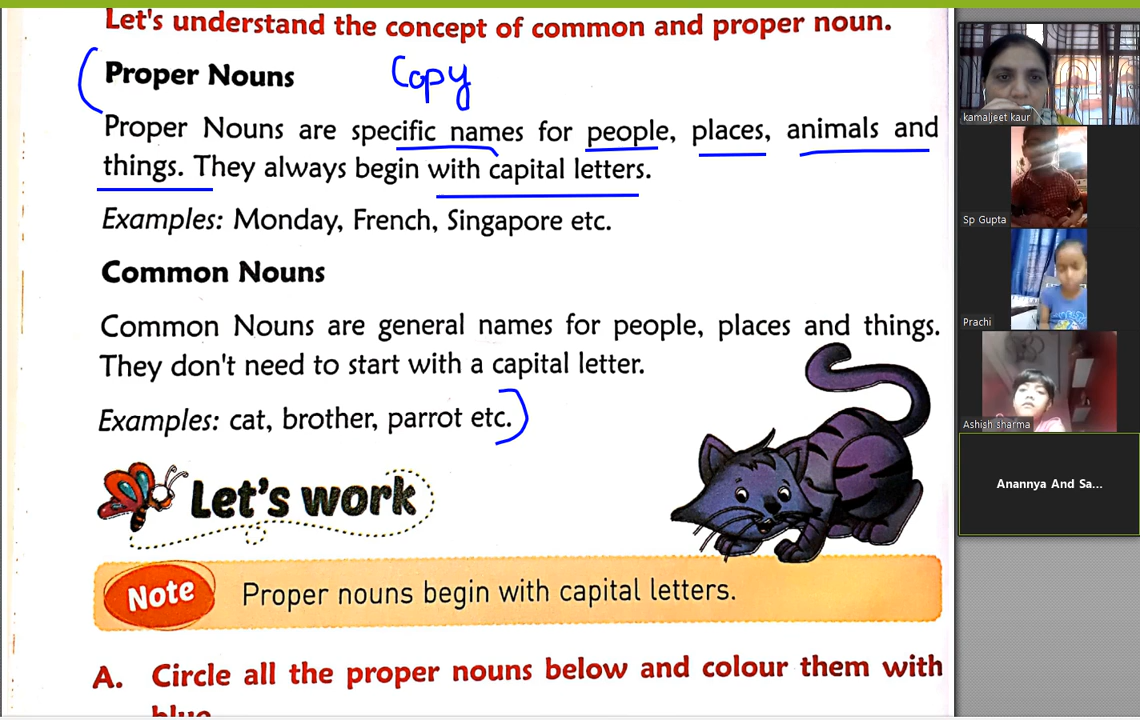 Let's understand the concept of common and proper noun.
Proper Nouns
Copy
Proper Nouns are specific names for people, places, animals and
things. They always begin with capital letters.
Examples: Monday, French, Singapore etc.
Common Nouns
Common Nouns are general names for people, places and things.
They don't need to start with a capital letter.
Examples: cat, brother, parrot etc.
Let's work
Note Proper nouns begin with capital letters.
A. Circle all the proper nouns below and colour them with
blue
kamaljeet kaur
Sp Gupta
Prachi
Ashish sharma
Anannya And Sa...